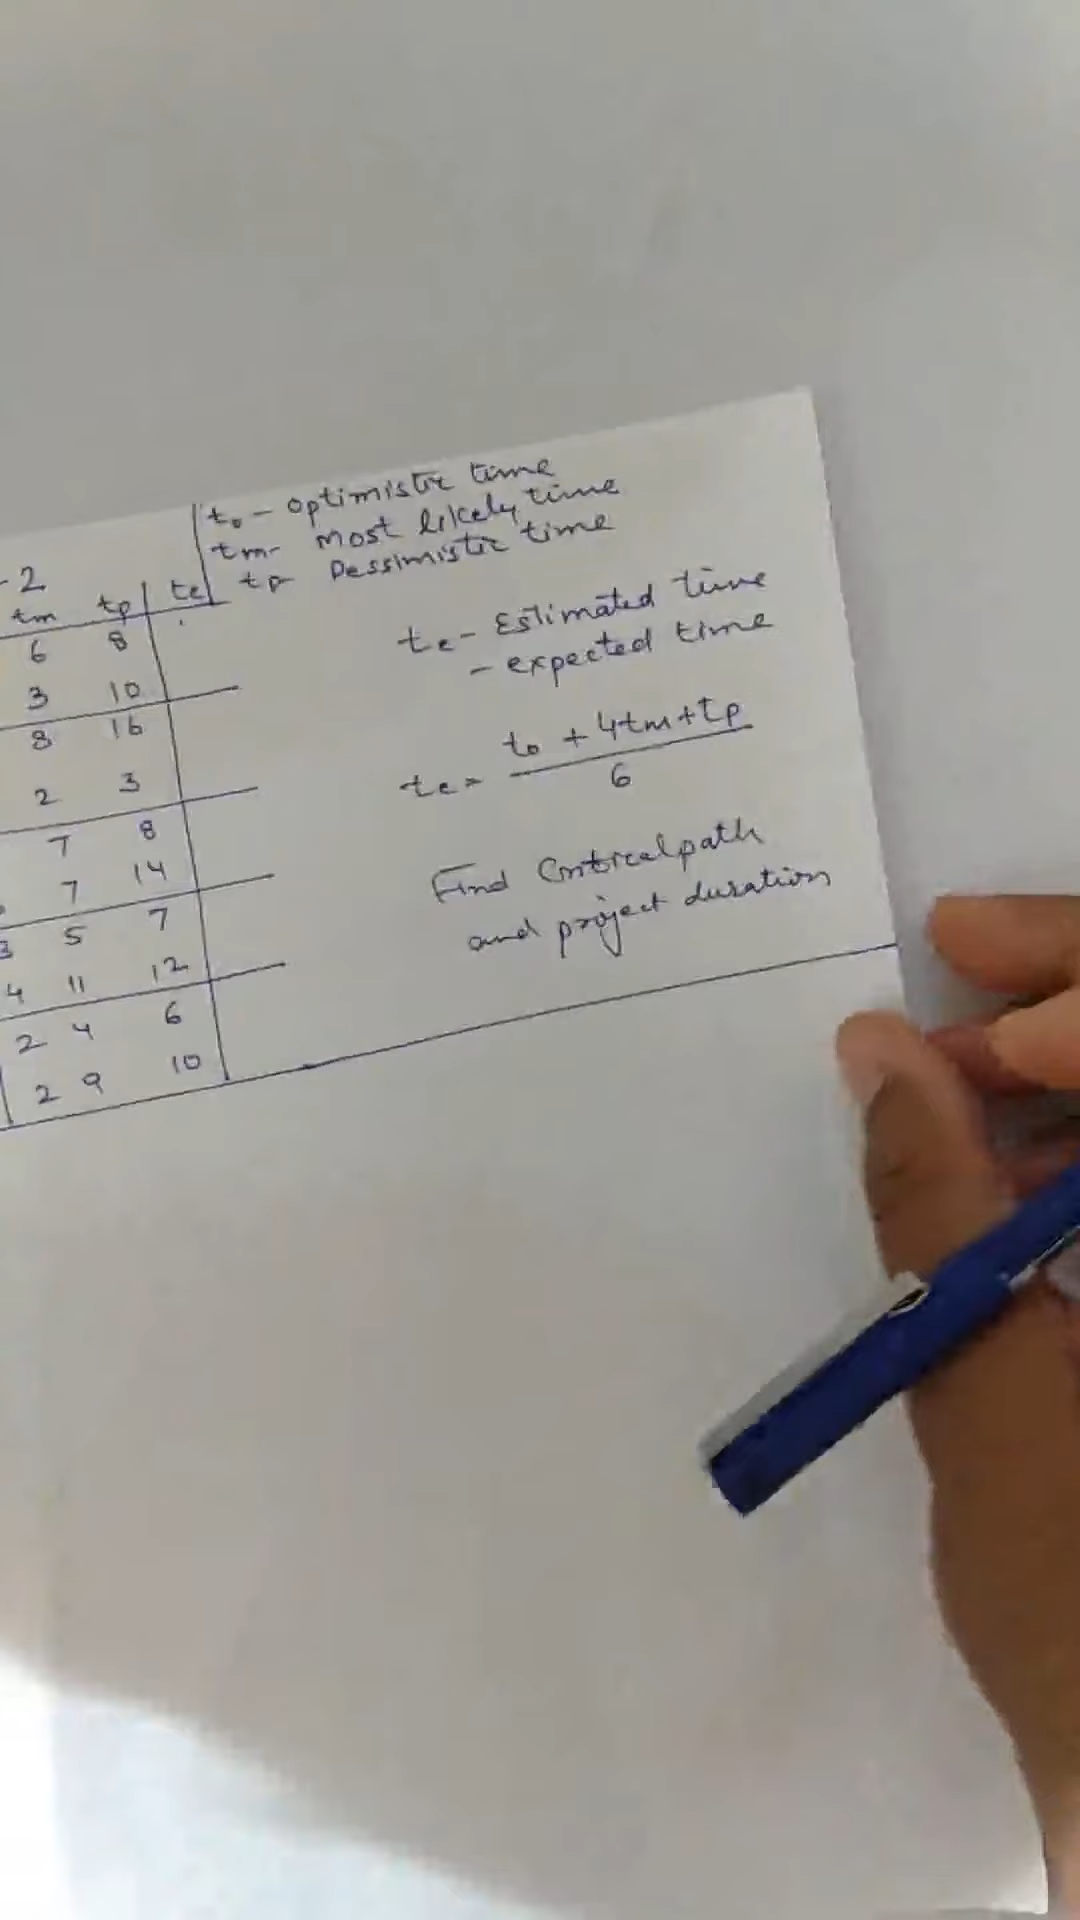 to - optimistic time
tm - most likely time
tp - Pessimistic time
-2
tm tp te
6 8
3 10
8 16
2 3
7 8
7 14
3 5 7
4 11 12
2 4 6
2 9 10
te - Estimated time
- expected time
te = to + 4tm + tp
6
Find Critical path
and project duration